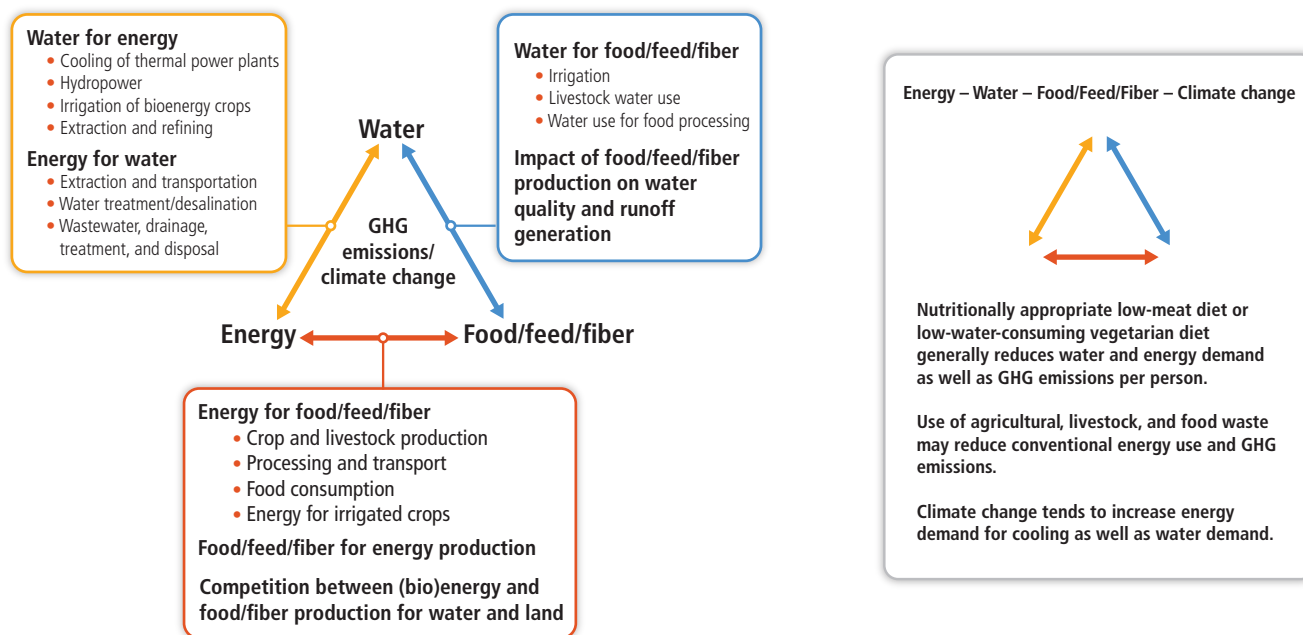 Water for energy
• Cooling of thermal power plants
• Hydropower
• Irrigation of bioenergy crops
• Extraction and refining
Energy for water
• Extraction and transportation
• Water treatment/desalination
• Wastewater, drainage,
treatment, and disposal
Water
GHG
emissions/
climate change
Energy
Food/feed/fiber
Water for food/feed/fiber
• Irrigation
• Livestock water use
• Water use for food processing
Impact of food/feed/fiber
production on water
quality and runoff
generation
Energy for food/feed/fiber
• Crop and livestock production
• Processing and transport
• Food consumption
• Energy for irrigated crops
Food/feed/fiber for energy production
Competition between (bio)energy and
food/fiber production for water and land
Energy – Water – Food/Feed/Fiber – Climate change
Nutritionally appropriate low-meat diet or
low-water-consuming vegetarian diet
generally reduces water and energy demand
as well as GHG emissions per person.
Use of agricultural, livestock, and food waste
may reduce conventional energy use and GHG
emissions.
Climate change tends to increase energy
demand for cooling as well as water demand.